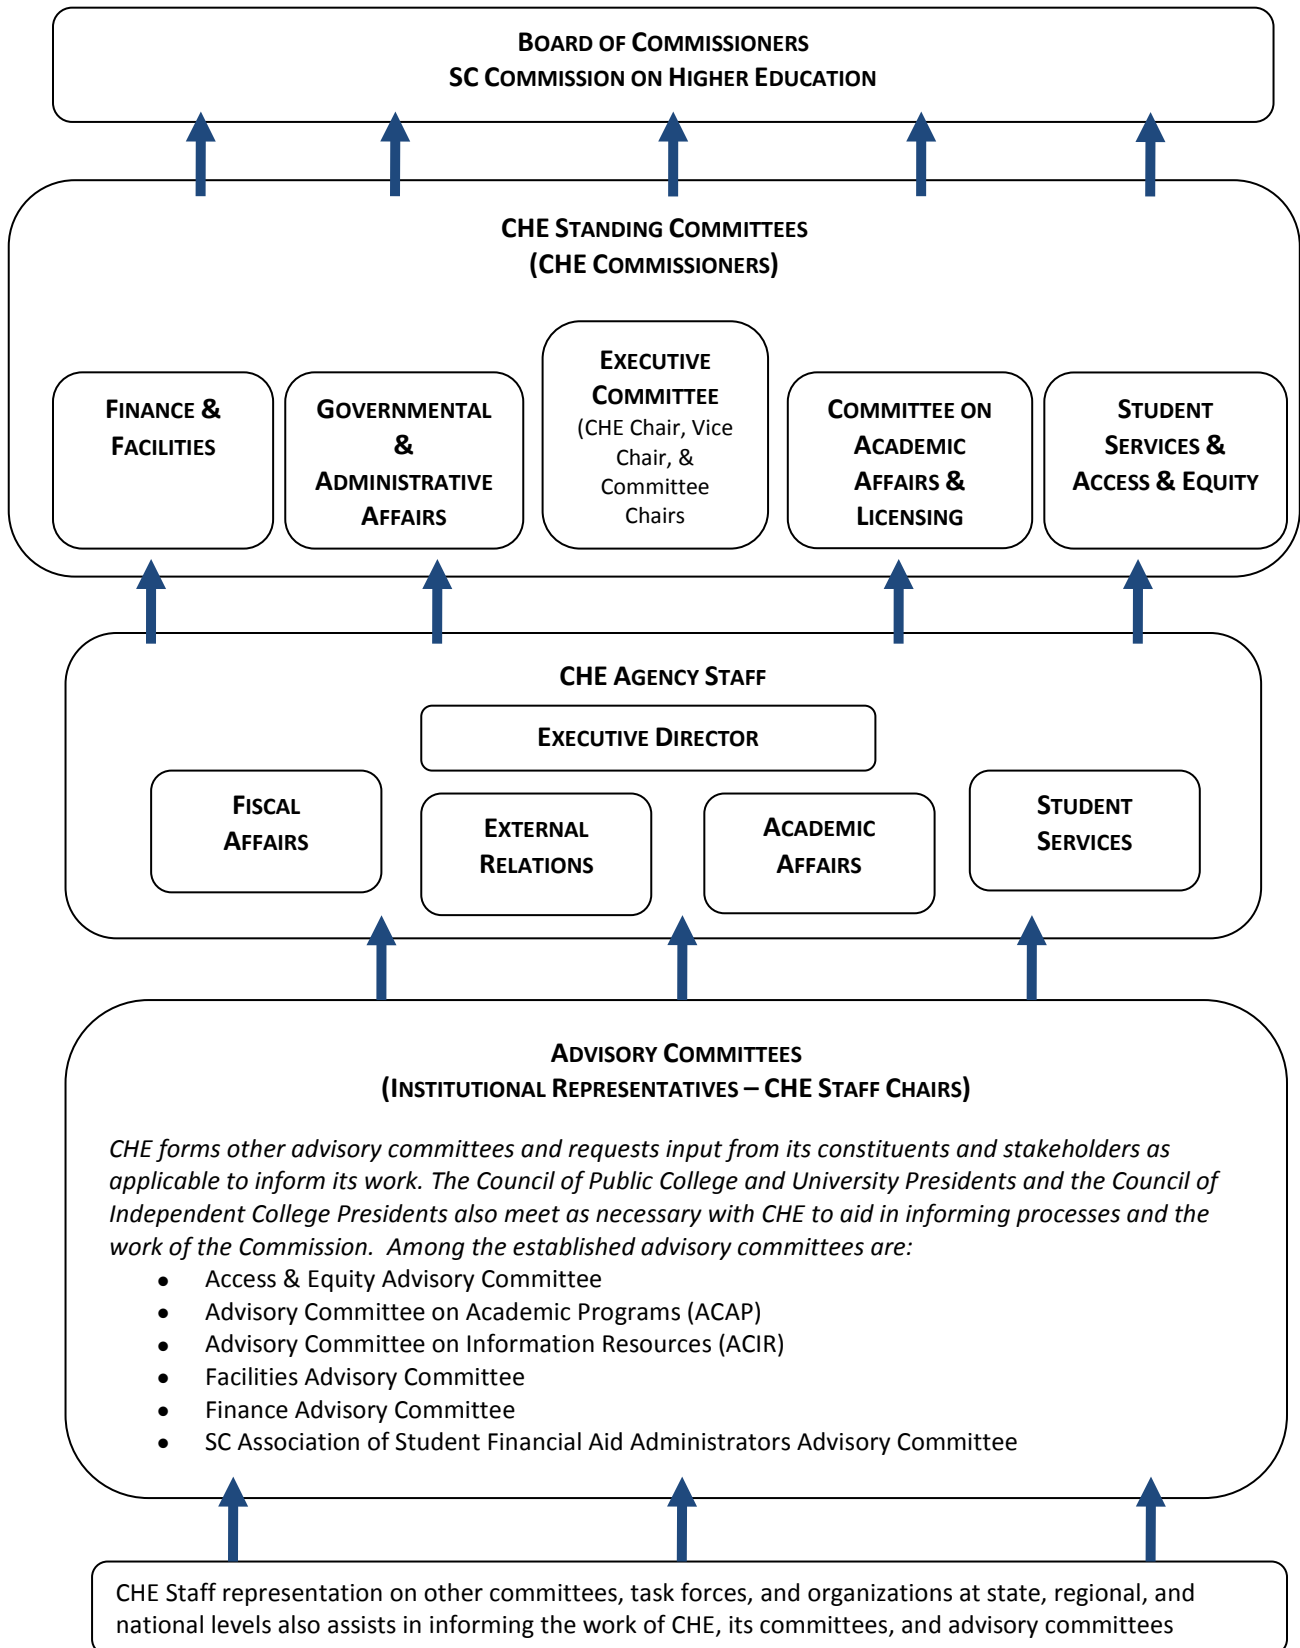 BOARD OF COMMISSIONERS
SC COMMISSION ON HIGHER EDUCATION
CHE STANDING COMMITTEES
(CHE COMMISSIONERS)
FINANCE &
FACILITIES
GOVERNMENTAL
&
ADMINISTRATIVE
AFFAIRS
EXECUTIVE
COMMITTEE
(CHE Chair, Vice
Chair, &
Committee
Chairs
COMMITTEE ON
ACADEMIC
AFFAIRS &
LICENSING
STUDENT
SERVICES &
ACCESS & EQUITY
CHE AGENCY STAFF
EXECUTIVE DIRECTOR
FISCAL
AFFAIRS
EXTERNAL
RELATIONS
ACADEMIC
AFFAIRS
STUDENT
SERVICES
ADVISORY COMMITTEES
(INSTITUTIONAL REPRESENTATIVES – CHE STAFF CHAIRS)
CHE forms other advisory committees and requests input from its constituents and stakeholders as
applicable to inform its work. The Council of Public College and University Presidents and the Council of
Independent College Presidents also meet as necessary with CHE to aid in informing processes and the
work of the Commission.  Among the established advisory committees are:
• Access & Equity Advisory Committee
• Advisory Committee on Academic Programs (ACAP)
• Advisory Committee on Information Resources (ACIR)
• Facilities Advisory Committee
• Finance Advisory Committee
• SC Association of Student Financial Aid Administrators Advisory Committee
CHE Staff representation on other committees, task forces, and organizations at state, regional, and
national levels also assists in informing the work of CHE, its committees, and advisory committees